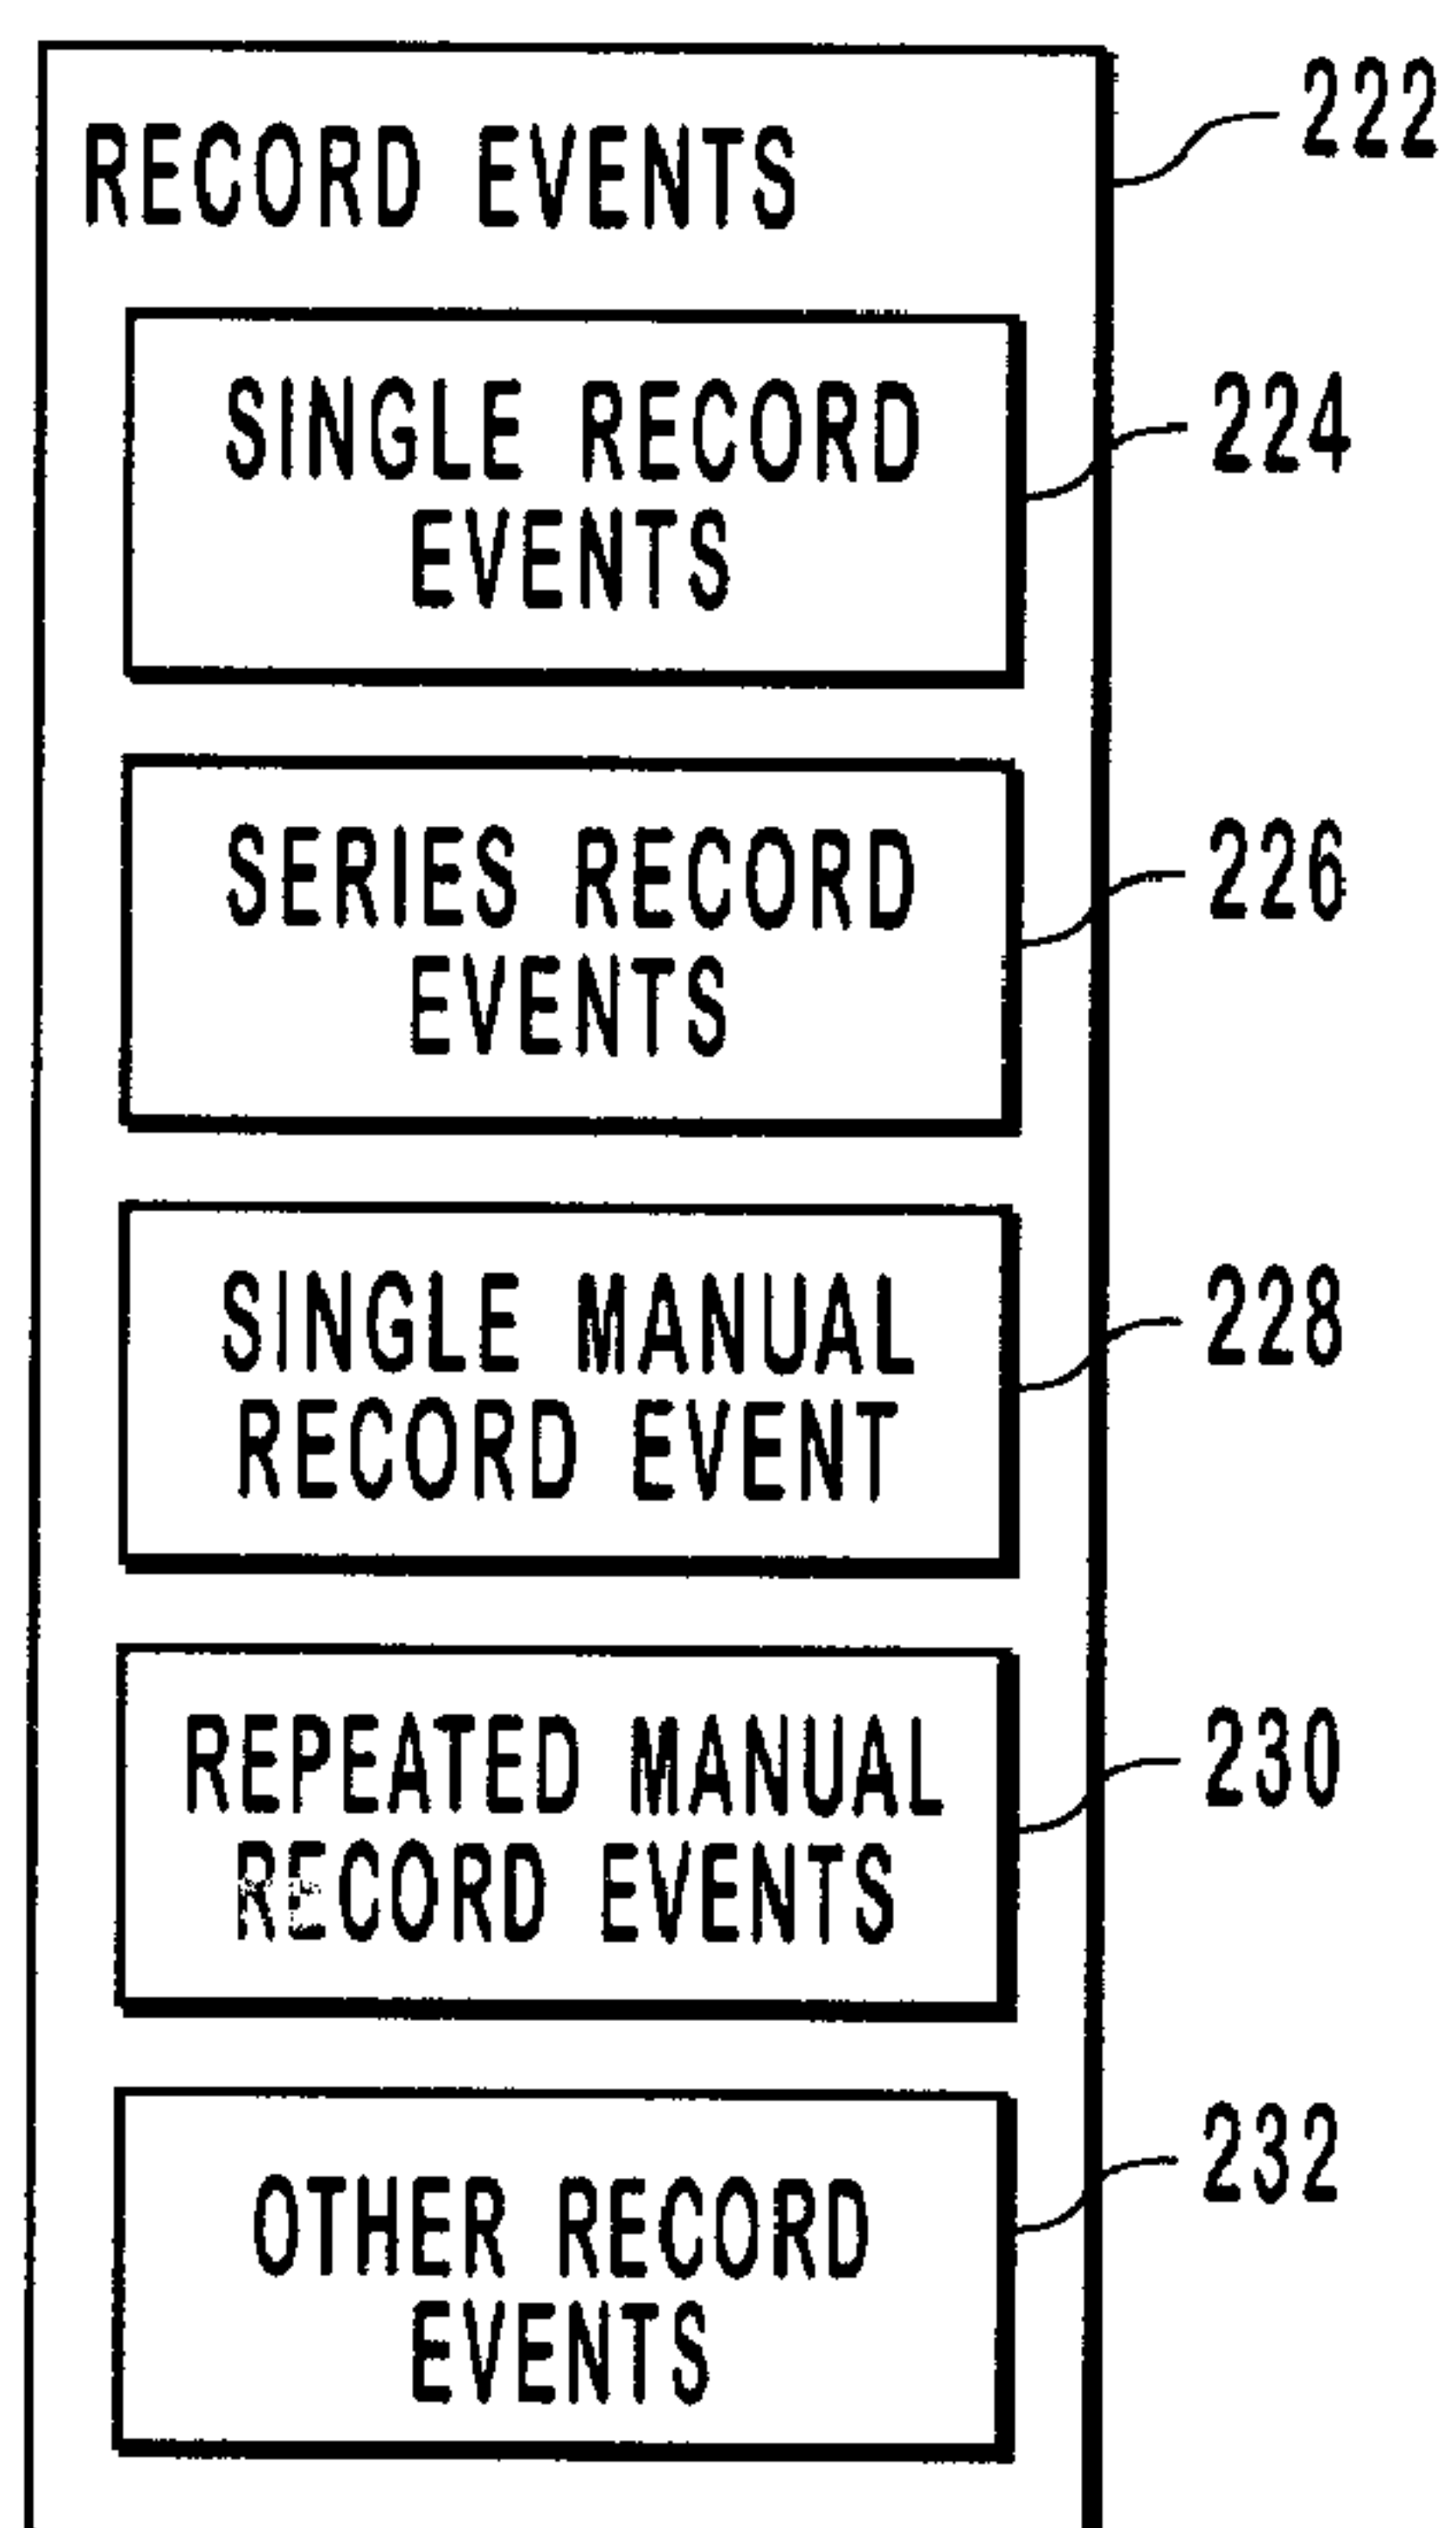 RECORD EVENTS
222
SINGLE RECORD
EVENTS
224
SERIES RECORD
EVENTS
226
SINGLE MANUAL
RECORD EVENT
228
REPEATED MANUAL
RECORD EVENTS
230
OTHER RECORD
EVENTS
232